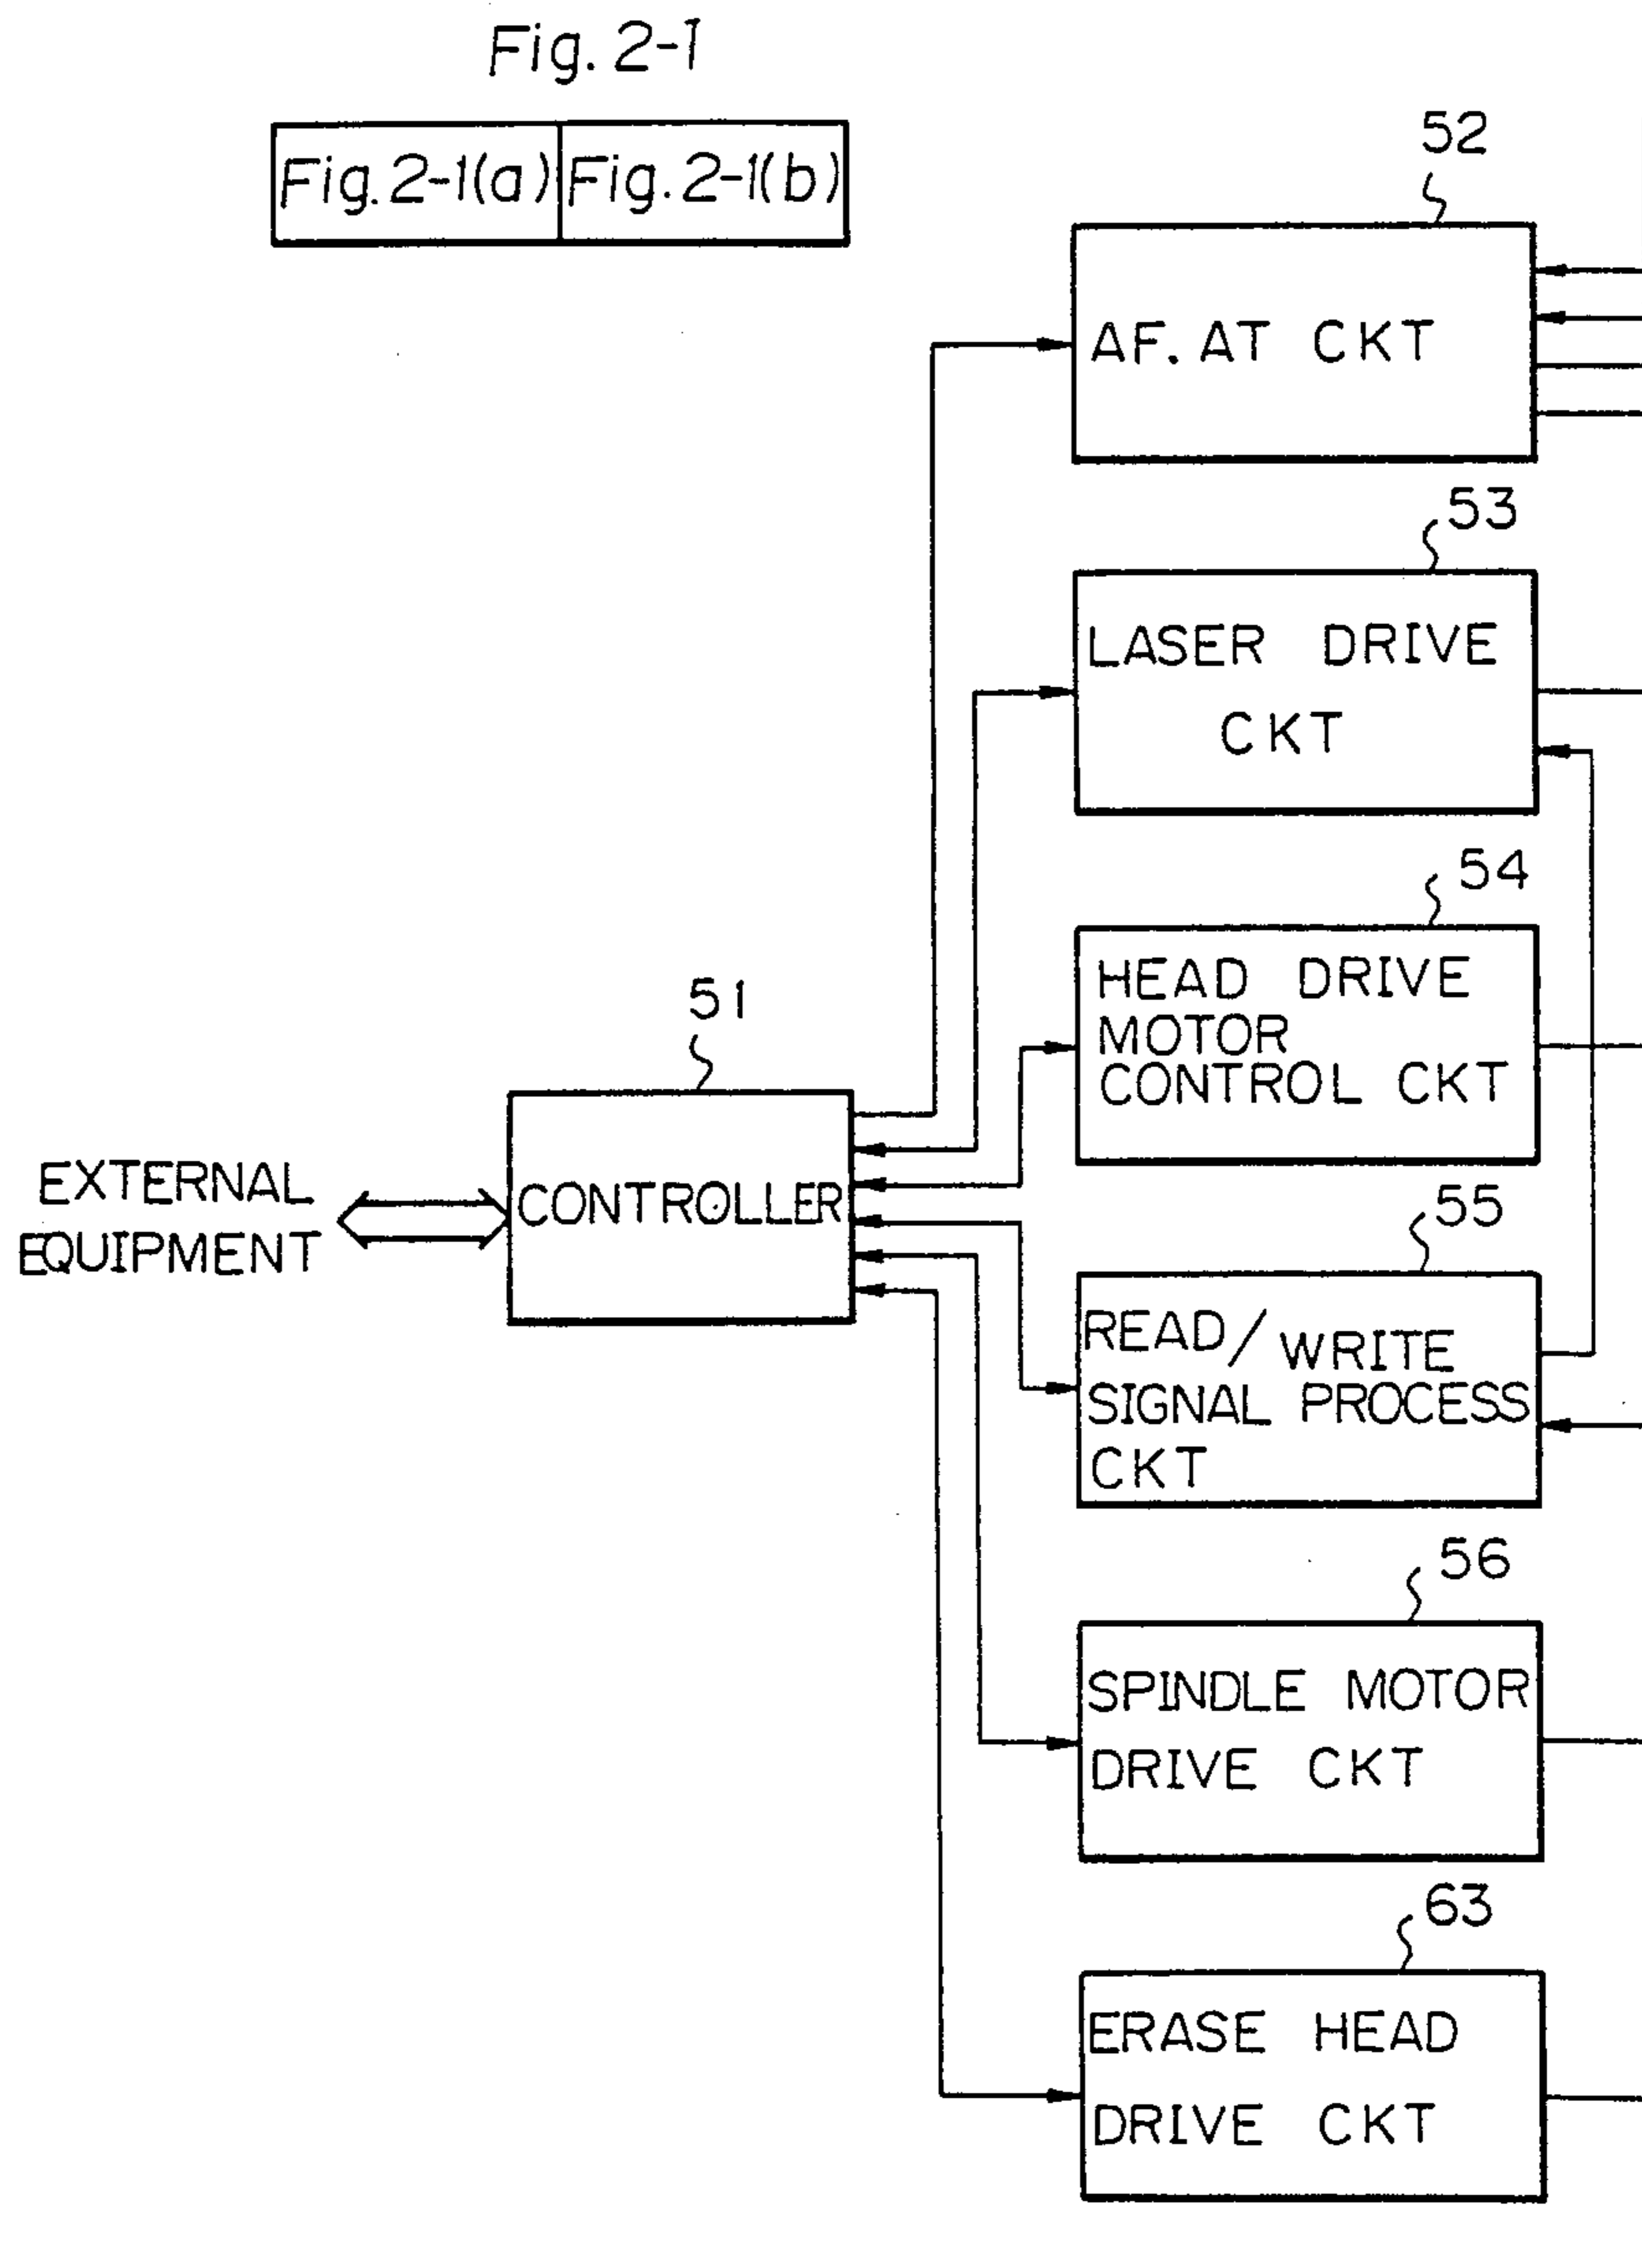 Fig. 2-1
Fig. 2-1(a) Fig. 2-1(b)
52
AF. AT CKT
53
LASER DRIVE
CKT
54
HEAD DRIVE
MOTOR
CONTROL CKT
51
CONTROLLER
EXTERNAL
EQUIPMENT
55
READ/WRITE
SIGNAL PROCESS
CKT
56
SPINDLE MOTOR
DRIVE CKT
63
ERASE HEAD
DRIVE CKT